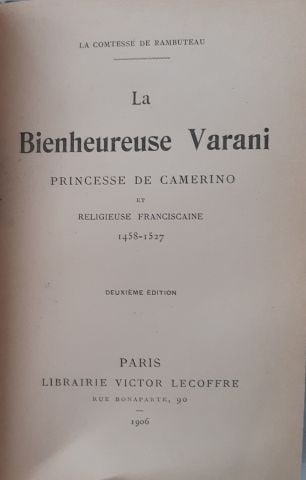 LA COMTESSE DE RAMBUTEAU
La
Bienheureuse Varani
PRINCESSE DE CAMERINO
ET
RELIGIEUSE FRANCISCAINE
1458-1527
DEUXIÈME ÉDITION
PARIS
LIBRAIRIE VICTOR LECOFFRE
RUE BONAPARTE, 90
1906